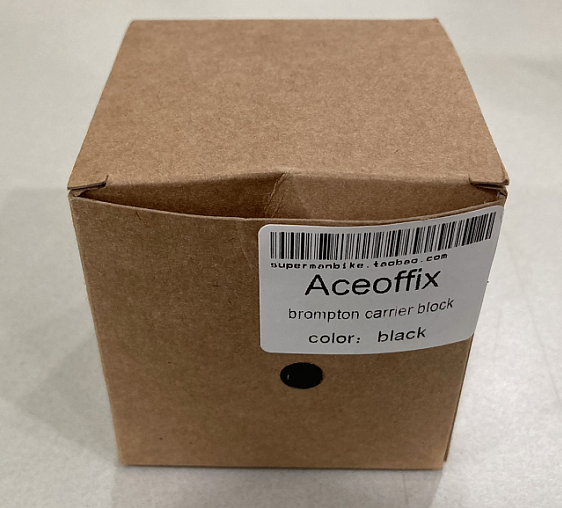 supermanbike.taobao.com
Aceoffix
brompton carrier block
color: black